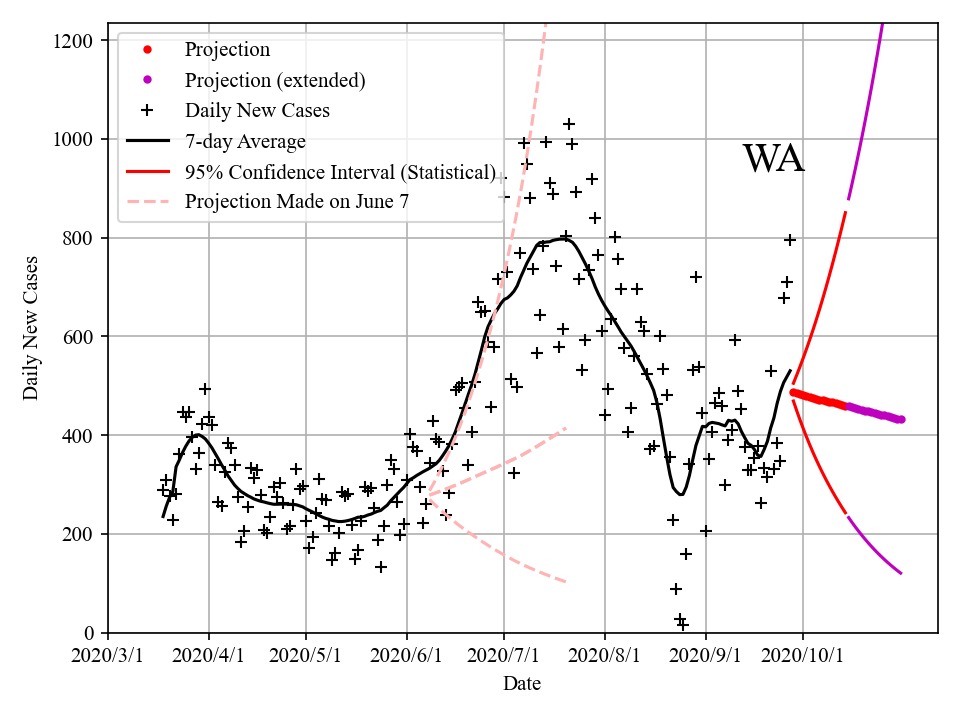 Projection
Projection (extended)
Daily New Cases
7-day Average
95% Confidence Interval (Statistical)
Projection Made on June 7
WA
1200
1000
800
600
400
200
0
Daily New Cases
2020/3/1 2020/4/1 2020/5/1 2020/6/1 2020/7/1 2020/8/1 2020/9/1 2020/10/1
Date